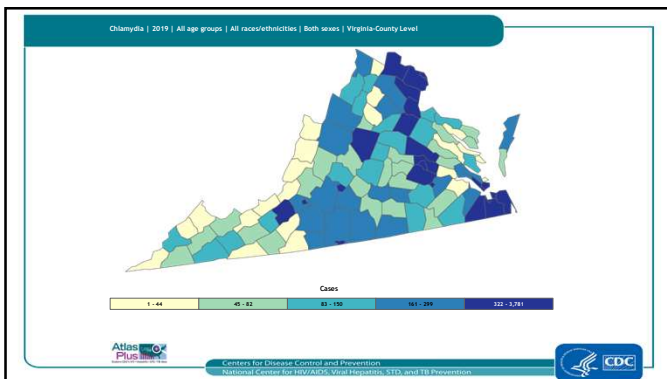 Chlamydia | 2019 | All age groups | All races/ethnicities | Both sexes | Virginia-County Level
Cases
1 - 44
45 - 82
83 - 150
161 - 299
322 - 3,781
Atlas
Plus
Centers for Disease Control and Prevention
National Center for HIV/AIDS, Viral Hepatitis, STD, and TB Prevention
CDC